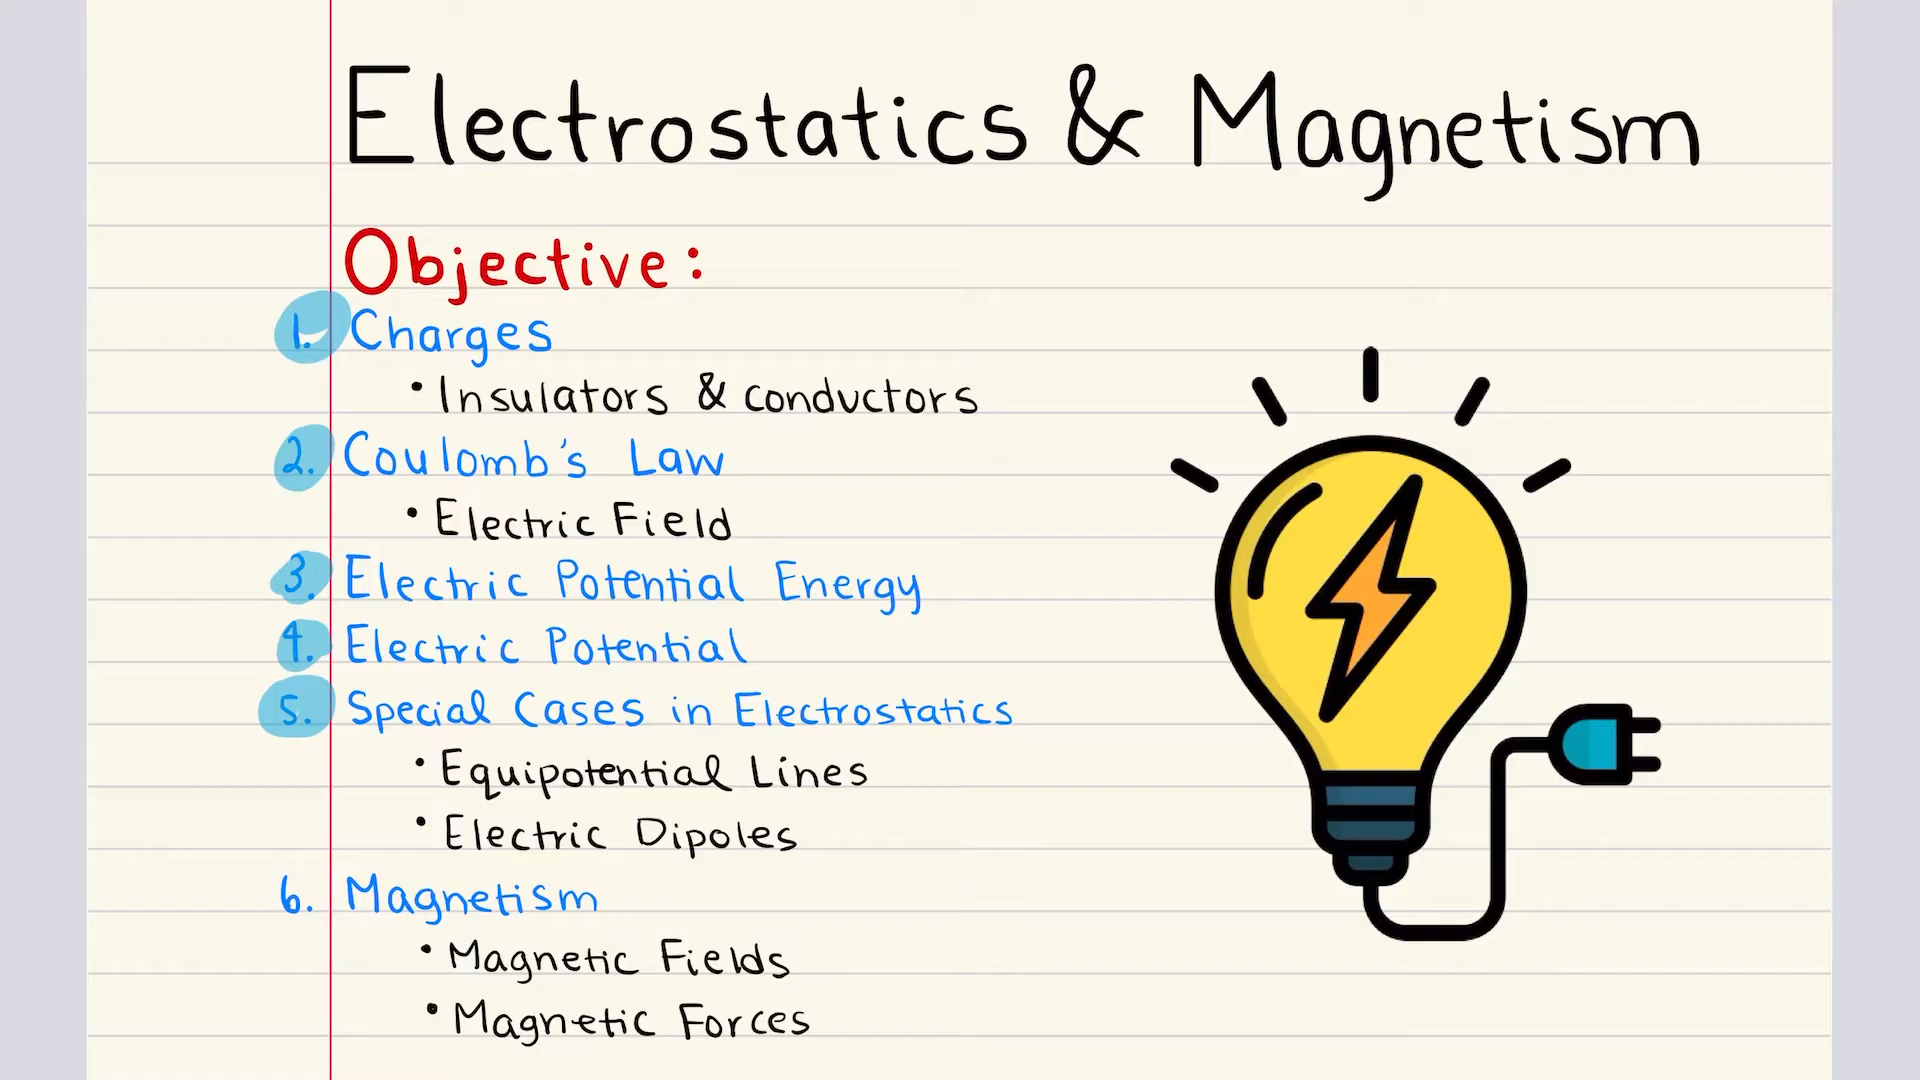 Electrostatics & Magnetism
Objective:
1. Charges
• Insulators & conductors
2. Coulomb's Law
• Electric Field
3. Electric Potential Energy
4. Electric Potential
5. Special Cases in Electrostatics
• Equipotential Lines
• Electric Dipoles
6. Magnetism
• Magnetic Fields
• Magnetic Forces